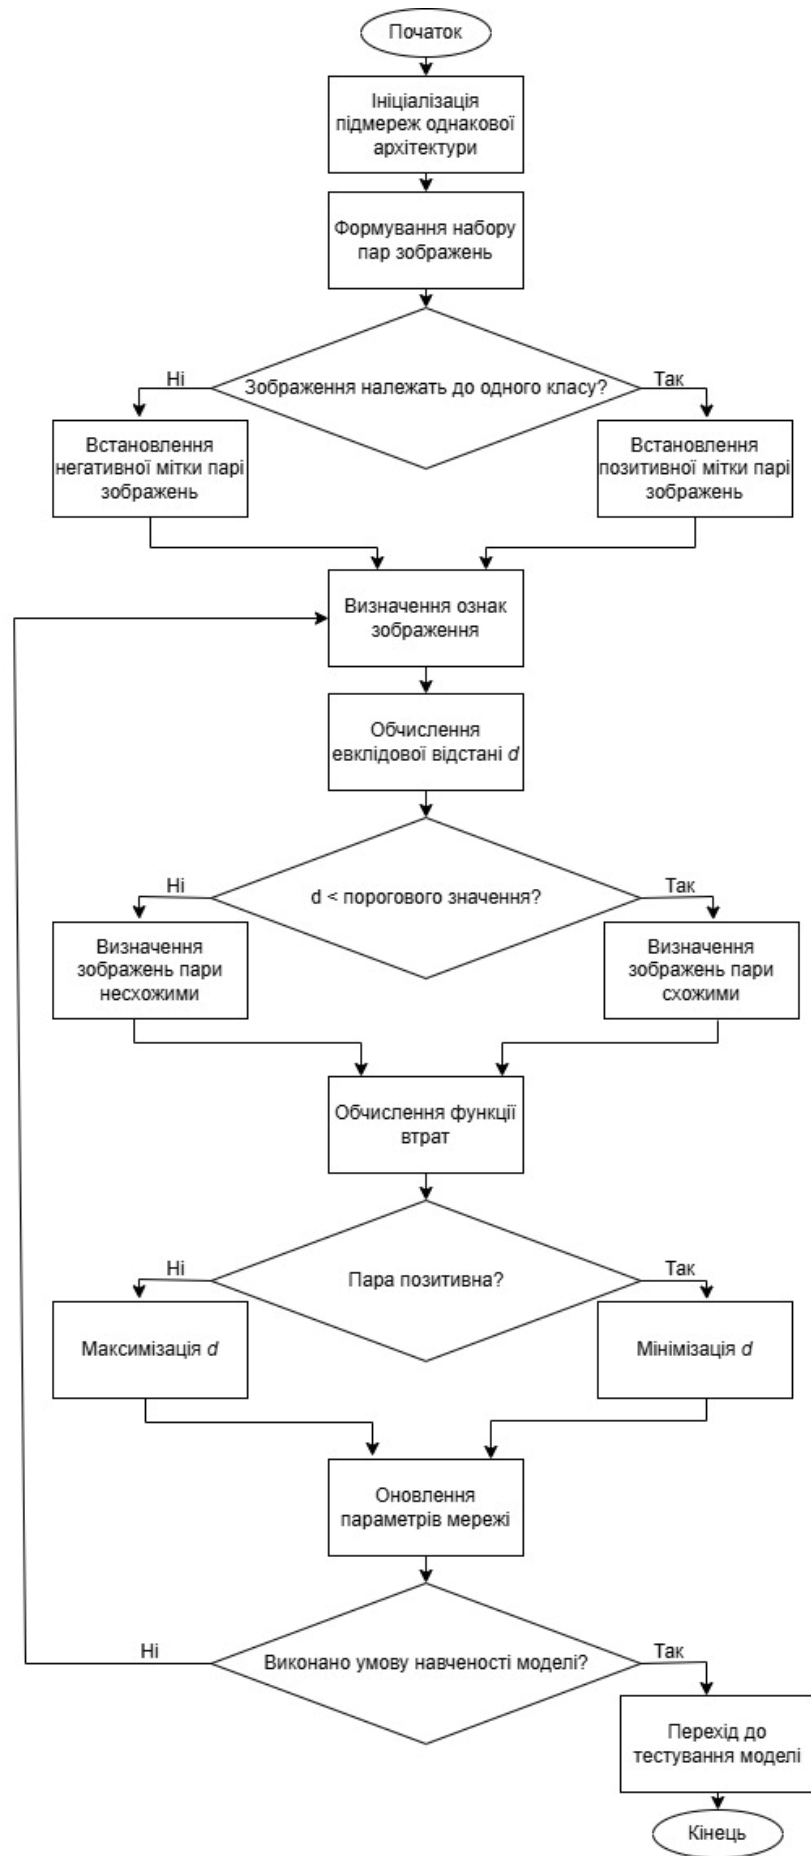 Початок
Ініціалізація
підмереж однакової
архітектури
Формування набору
пар зображень
Зображення належать до одного класу?
Ні
Так
Встановлення
негативної мітки парі
зображень
Встановлення
позитивної мітки парі
зображень
Визначення ознак
зображення
Обчислення
евклідової відстані d
d < порогового значення?
Ні
Так
Визначення
зображень пари
несхожими
Визначення
зображень пари
схожими
Обчислення функції
втрат
Пара позитивна?
Ні
Так
Максимізація d
Мінімізація d
Оновлення
параметрів мережі
Виконано умову навченості моделі?
Ні
Так
Перехід до
тестування моделі
Кінець